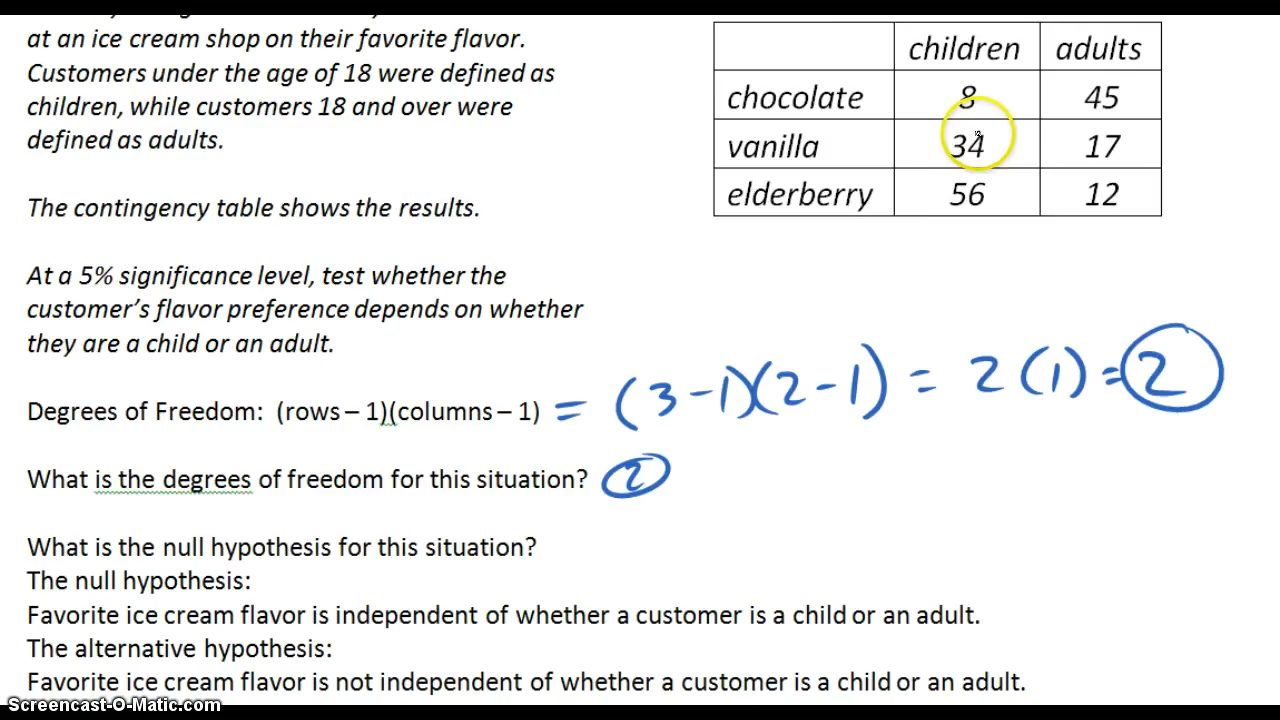 at an ice cream shop on their favorite flavor.
Customers under the age of 18 were defined as
children, while customers 18 and over were
defined as adults.
The contingency table shows the results.
At a 5% significance level, test whether the
customer's flavor preference depends on whether
they are a child or an adult.
children adults
chocolate 8 45
vanilla 34 17
elderberry 56 12
Degrees of Freedom: (rows – 1)(columns – 1) = (3-1)(2-1) = 2(1) = 2
What is the degrees of freedom for this situation? 2
What is the null hypothesis for this situation?
The null hypothesis:
Favorite ice cream flavor is independent of whether a customer is a child or an adult.
The alternative hypothesis:
Favorite ice cream flavor is not independent of whether a customer is a child or an adult.
Screencast-O-Matic.com